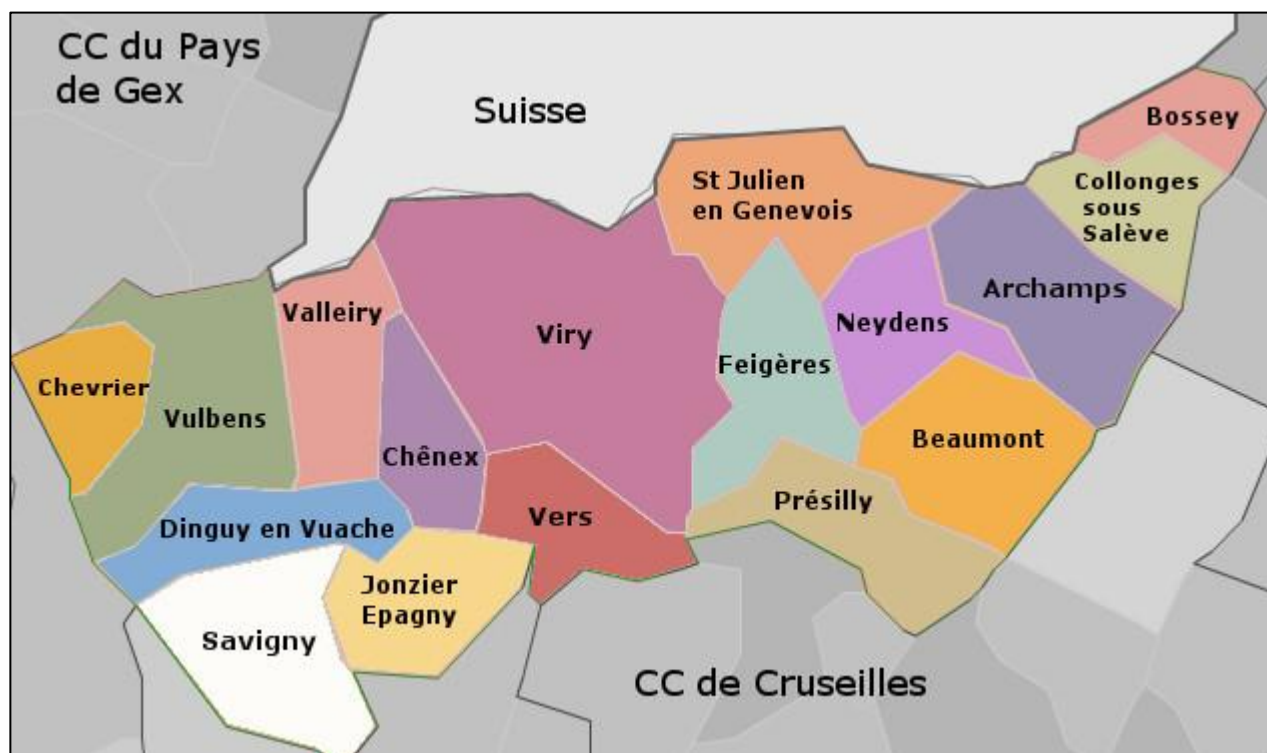 CC du Pays
de Gex
Suisse
Bossey
St Julien
en Genevois
Collonges
sous
Salève
Archamps
Valleiry
Neydens
Viry
Feigères
Chevrier
Vulbens
Beaumont
Chênex
Présilly
Vers
Dinguy en Vuache
Jonzier
Epagny
Savigny
CC de Cruseilles